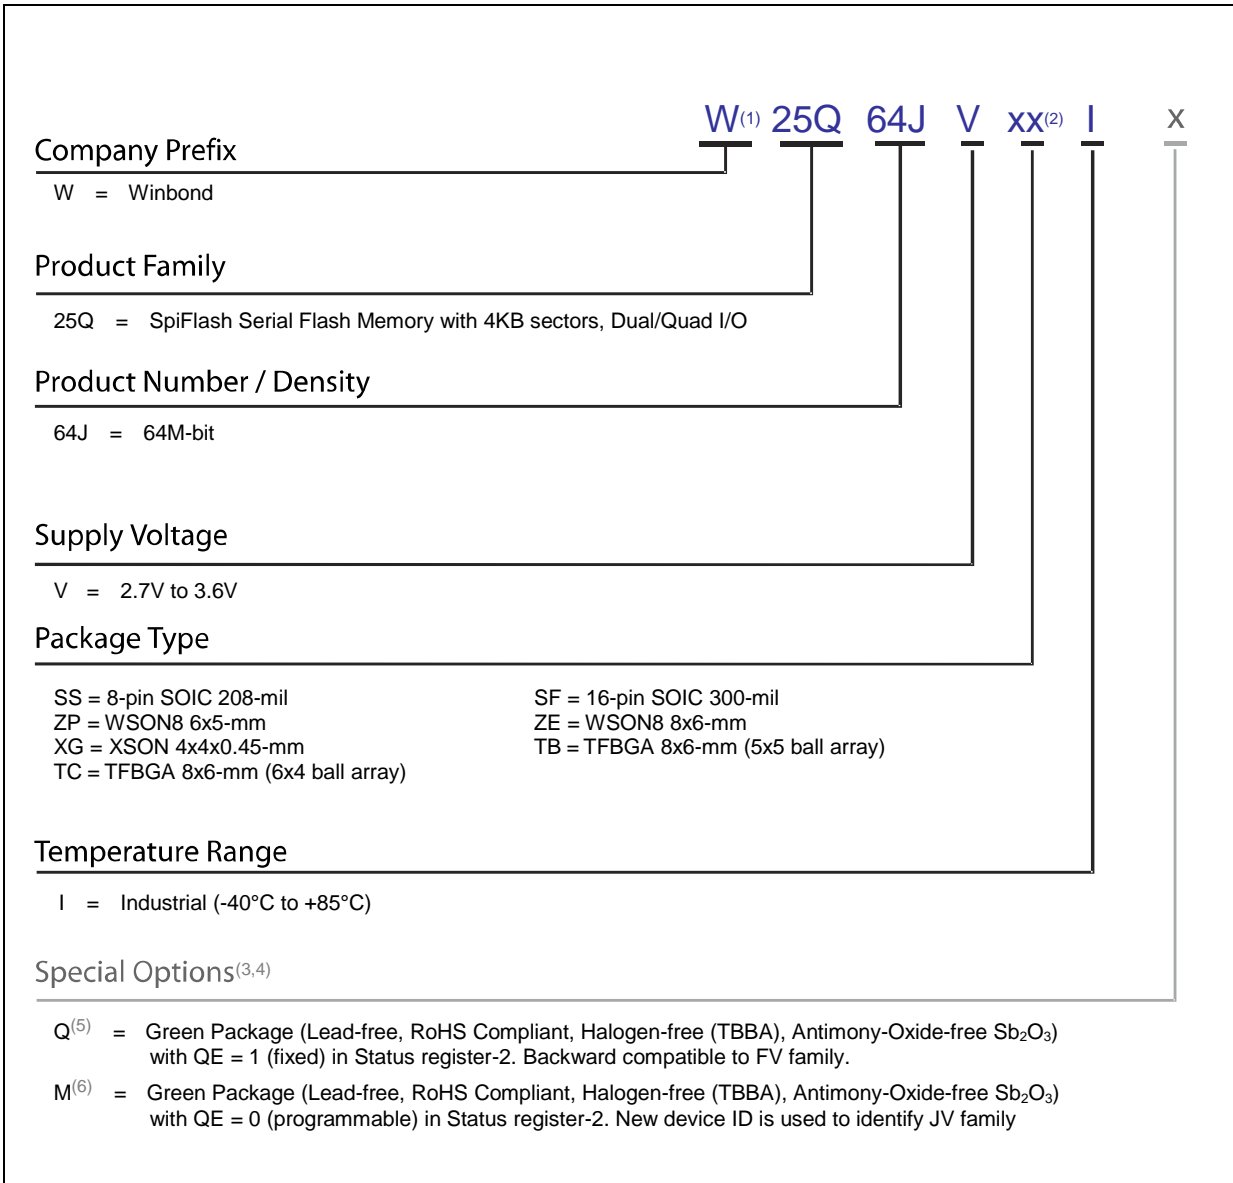 W(1) 25Q 64J V xx(2) I x
Company Prefix
W = Winbond
Product Family
25Q = SpiFlash Serial Flash Memory with 4KB sectors, Dual/Quad I/O
Product Number / Density
64J = 64M-bit
Supply Voltage
V = 2.7V to 3.6V
Package Type
SS = 8-pin SOIC 208-mil SF = 16-pin SOIC 300-mil
ZP = WSON8 6x5-mm ZE = WSON8 8x6-mm
XG = XSON 4x4x0.45-mm TB = TFBGA 8x6-mm (5x5 ball array)
TC = TFBGA 8x6-mm (6x4 ball array)
Temperature Range
I = Industrial (-40°C to +85°C)
Special Options(3,4)
Q(5) = Green Package (Lead-free, RoHS Compliant, Halogen-free (TBBA), Antimony-Oxide-free Sb₂O₃)
with QE = 1 (fixed) in Status register-2. Backward compatible to FV family.
M(6) = Green Package (Lead-free, RoHS Compliant, Halogen-free (TBBA), Antimony-Oxide-free Sb₂O₃)
with QE = 0 (programmable) in Status register-2. New device ID is used to identify JV family